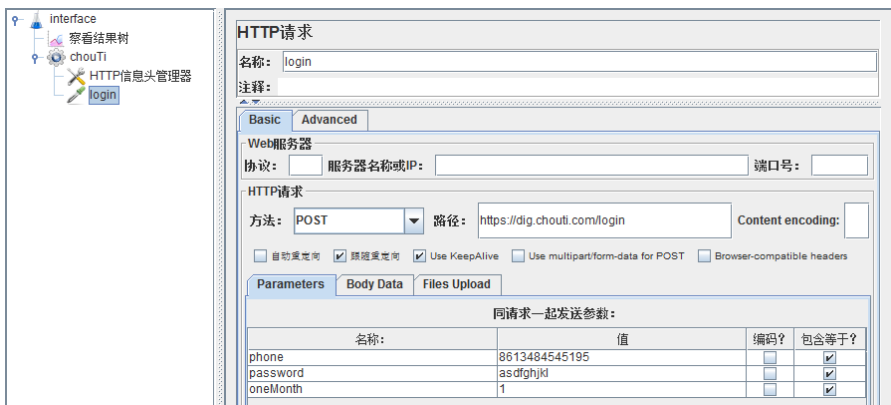 interface
察看结果树
chouTi
HTTP信息头管理器
login
HTTP请求
名称： login
注释：
Basic Advanced
Web服务器
协议： 服务器名称或IP： 端口号：
HTTP请求
方法： POST 路径： https://dig.chouti.com/login Content encoding:
自动重定向 跟随重定向 Use KeepAlive Use multipart/form-data for POST Browser-compatible headers
Parameters Body Data Files Upload
同请求一起发送参数：
名称： 值 编码? 包含等于?
phone 8613484545195
password asdfghjkl
oneMonth 1